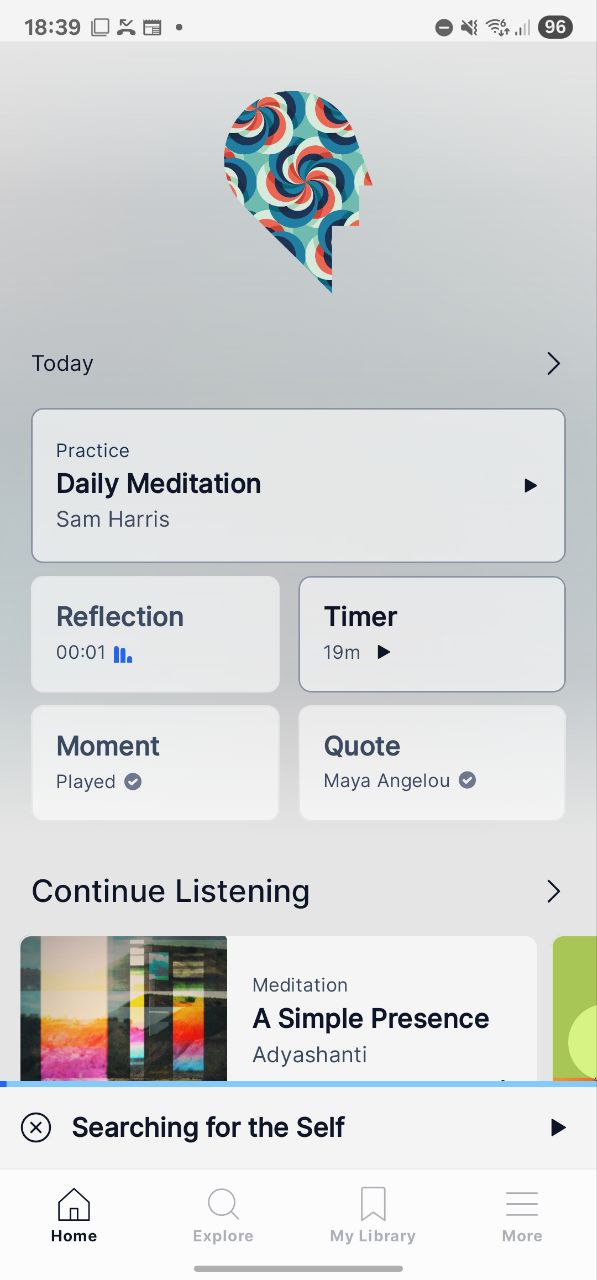 18:39
96
Today
Practice
Daily Meditation
Sam Harris
Reflection
00:01
Timer
19m
Moment
Played
Quote
Maya Angelou
Continue Listening
Meditation
A Simple Presence
Adyashanti
Searching for the Self
Home
Explore
My Library
More